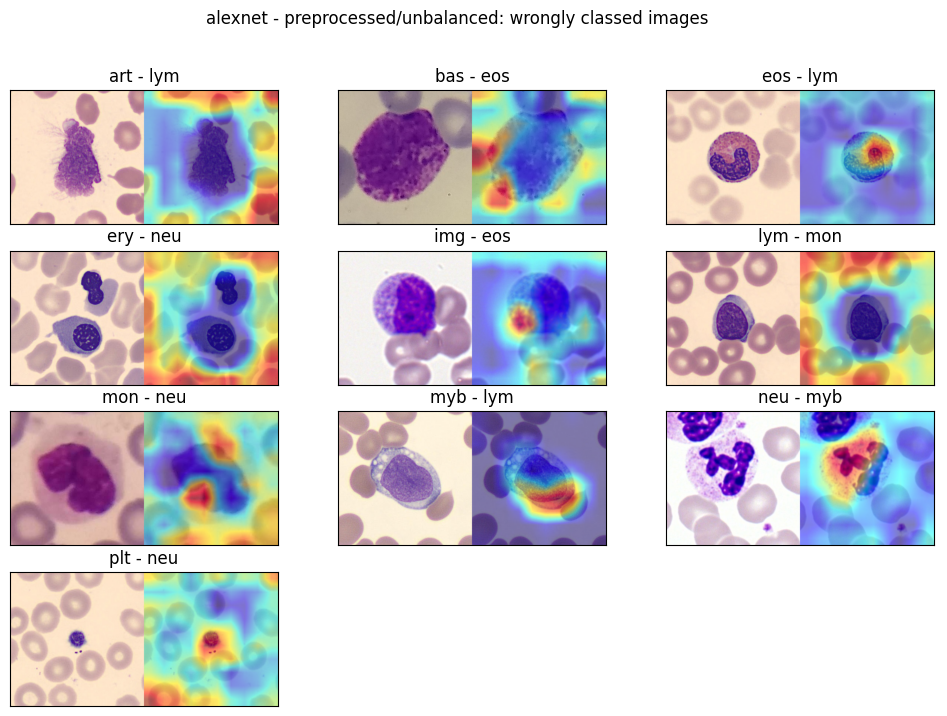 alexnet - preprocessed/unbalanced: wrongly classed images
art - lym
bas - eos
eos - lym
ery - neu
img - eos
lym - mon
mon - neu
myb - lym
neu - myb
plt - neu